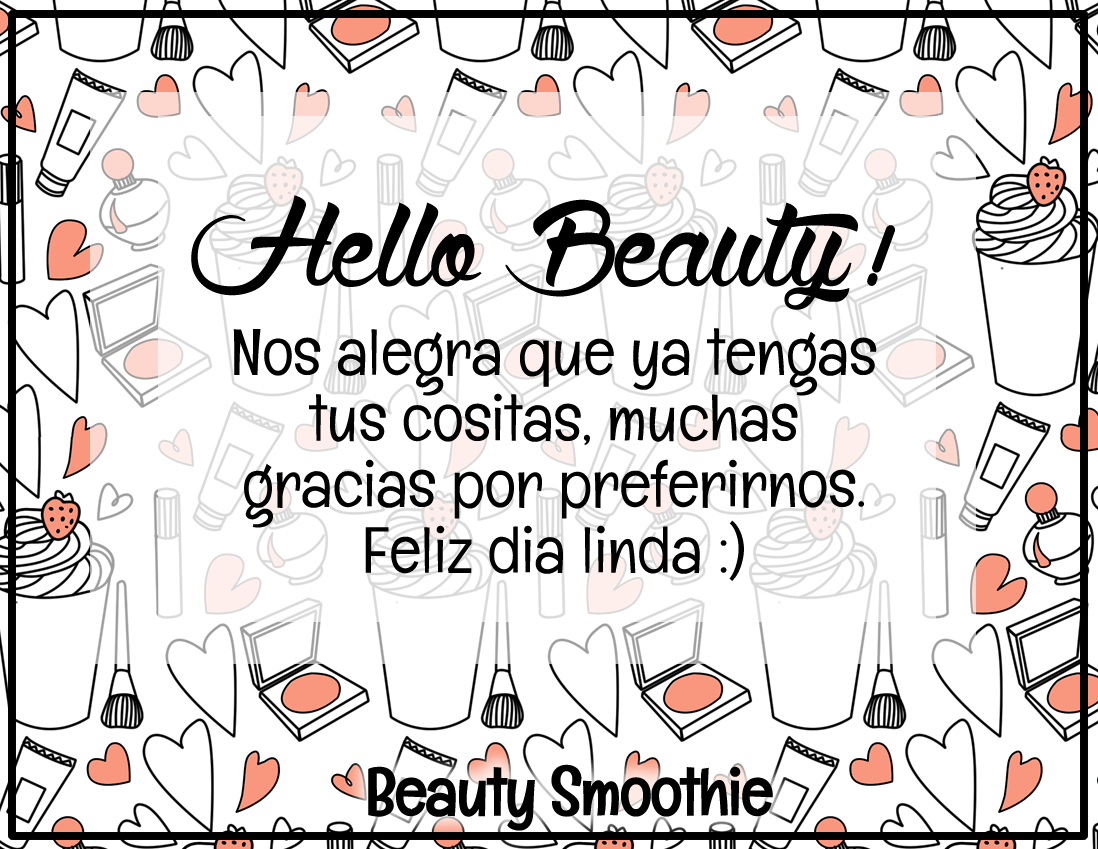 Hello Beauty!
Nos alegra que ya tengas
tus cositas, muchas
gracias por preferirnos.
Feliz dia linda :)
Beauty Smoothie